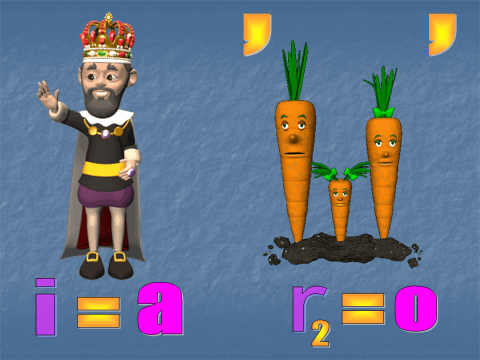 , ,
i = a r2 = o